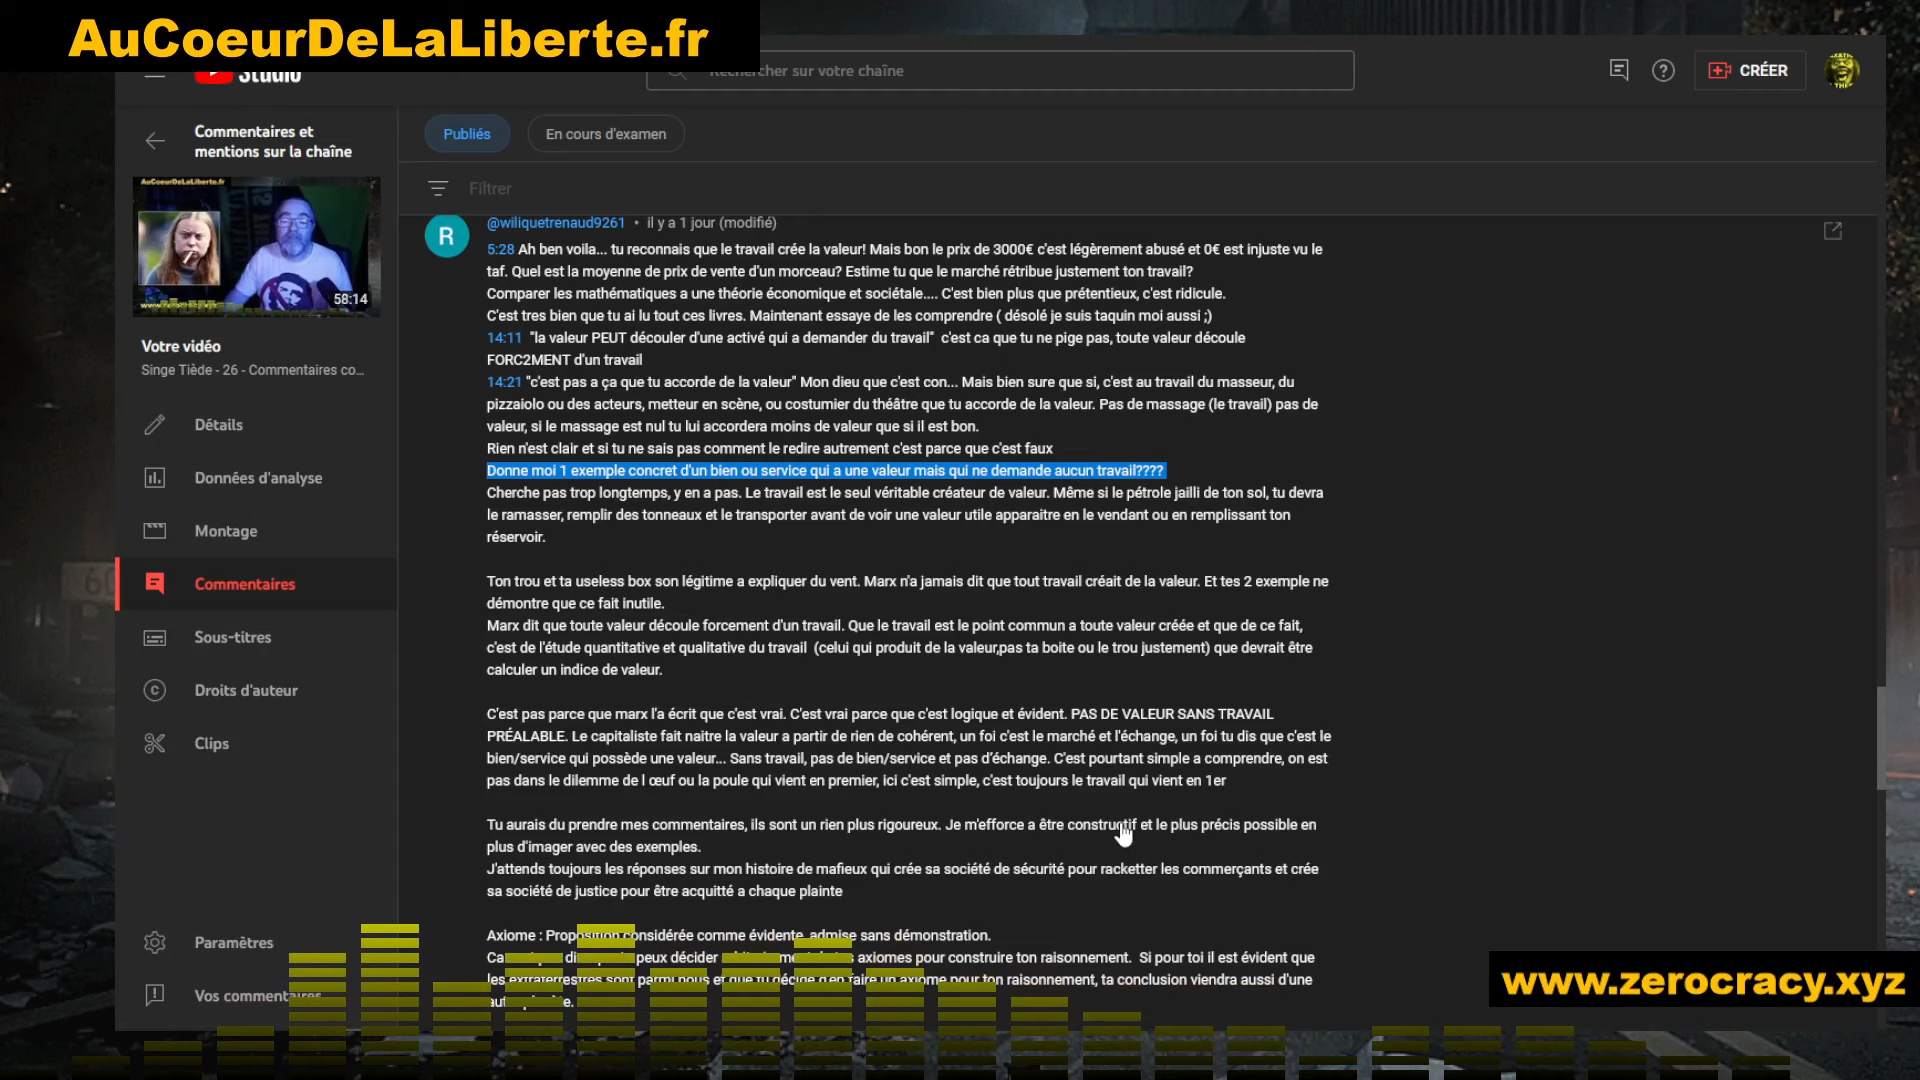 AuCoeurDeLaLiberte.fr
Studio
Rechercher sur votre chaîne
CRÉER
Commentaires et
mentions sur la chaîne
AuCoeurDeLaLiberte.fr
58:14
Votre vidéo
Singe Tiède - 26 - Commentaires co...
Détails
Données d'analyse
Montage
Commentaires
Sous-titres
Droits d'auteur
Clips
Paramètres
Vos commentaires
Publiés
En cours d'examen
Filtrer
R
@wiliquetrenaud9261 • il y a 1 jour (modifié)
5:28 Ah ben voila... tu reconnais que le travail crée la valeur! Mais bon le prix de 3000€ c'est légèrement abusé et 0€ est injuste vu le
taf. Quel est la moyenne de prix de vente d'un morceau? Estime tu que le marché rétribue justement ton travail?
Comparer les mathématiques a une théorie économique et sociétale.... C'est bien plus que prétentieux, c'est ridicule.
C'est tres bien que tu ai lu tout ces livres. Maintenant essaye de les comprendre ( désolé je suis taquin moi aussi ;)
14:11 "la valeur PEUT découler d'une activé qui a demander du travail" c'est ca que tu ne pige pas, toute valeur découle
FORC2MENT d'un travail
14:21 "c'est pas a ça que tu accorde de la valeur" Mon dieu que c'est con... Mais bien sure que si, c'est au travail du masseur, du
pizzaiolo ou des acteurs, metteur en scène, ou costumier du théâtre que tu accorde de la valeur. Pas de massage (le travail) pas de
valeur, si le massage est nul tu lui accordera moins de valeur que si il est bon.
Rien n'est clair et si tu ne sais pas comment le redire autrement c'est parce que c'est faux
Donne moi 1 exemple concret d'un bien ou service qui a une valeur mais qui ne demande aucun travail????
Cherche pas trop longtemps, y en a pas. Le travail est le seul véritable créateur de valeur. Même si le pétrole jailli de ton sol, tu devra
le ramasser, remplir des tonneaux et le transporter avant de voir une valeur utile apparaitre en le vendant ou en remplissant ton
réservoir.
Ton trou et ta useless box son légitime a expliquer du vent. Marx n'a jamais dit que tout travail créait de la valeur. Et tes 2 exemple ne
démontre que ce fait inutile.
Marx dit que toute valeur découle forcement d'un travail. Que le travail est le point commun a toute valeur créée et que de ce fait,
c'est de l'étude quantitative et qualitative du travail (celui qui produit de la valeur,pas ta boite ou le trou justement) que devrait être
calculer un indice de valeur.
C'est pas parce que marx l'a écrit que c'est vrai. C'est vrai parce que c'est logique et évident. PAS DE VALEUR SANS TRAVAIL
PRÉALABLE. Le capitaliste fait naitre la valeur a partir de rien de cohérent, un foi c'est le marché et l'échange, un foi tu dis que c'est le
bien/service qui possède une valeur... Sans travail, pas de bien/service et pas d'échange. C'est pourtant simple a comprendre, on est
pas dans le dilemme de l œuf ou la poule qui vient en premier, ici c'est simple, c'est toujours le travail qui vient en 1er
Tu aurais du prendre mes commentaires, ils sont un rien plus rigoureux. Je m'efforce a être constructif et le plus précis possible en
plus d'imager avec des exemples.
J'attends toujours les réponses sur mon histoire de mafieux qui crée sa société de sécurité pour racketter les commerçants et crée
sa société de justice pour être acquitté a chaque plainte
Axiome : Proposition considérée comme évidente, admise sans démonstration.
peux décider axiomes pour construire ton raisonnement. Si pour toi il est évident que
les extraterrestres sont parmi nous et que tu décide d'en faire un axiome pour ton raisonnement, ta conclusion viendra aussi d'une
www.zerocracy.xyz